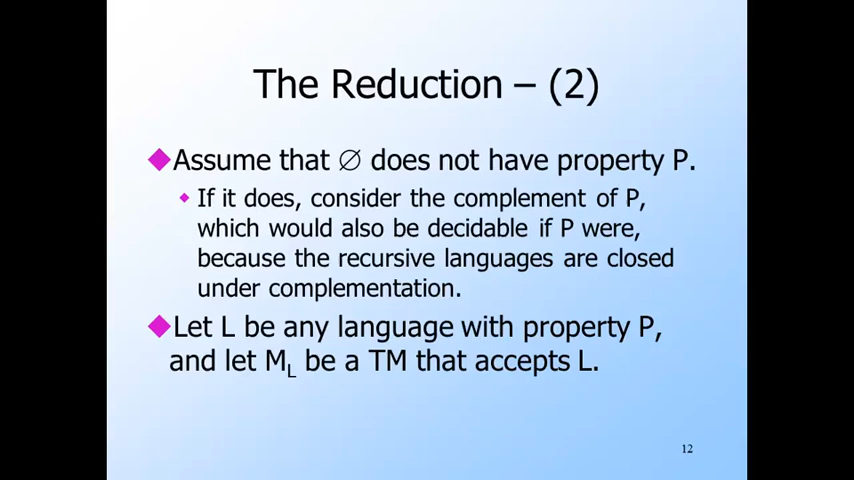 The Reduction – (2)
Assume that ∅ does not have property P.
If it does, consider the complement of P,
which would also be decidable if P were,
because the recursive languages are closed
under complementation.
Let L be any language with property P,
and let M_L be a TM that accepts L.
12